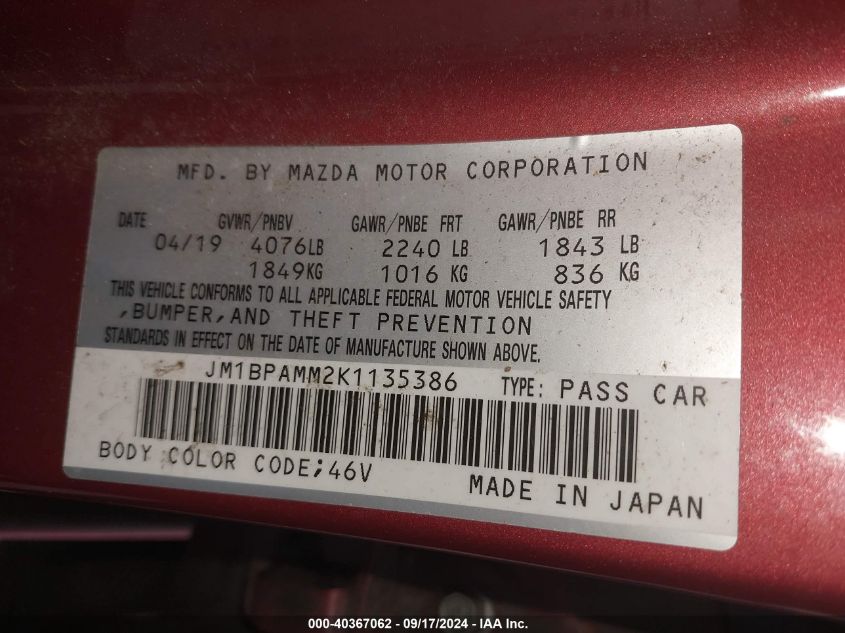 MFD. BY MAZDA MOTOR CORPORATION
DATE GVWR/PNBV GAWR/PNBE FRT GAWR/PNBE RR
04/19 4076LB 2240 LB 1843 LB
1849KG 1016 KG 836 KG
THIS VEHICLE CONFORMS TO ALL APPLICABLE FEDERAL MOTOR VEHICLE SAFETY
,BUMPER,AND THEFT PREVENTION
STANDARDS IN EFFECT ON THE DATE OF MANUFACTURE SHOWN ABOVE.
JM1BPAMM2K1135386 TYPE: PASS CAR
BODY COLOR CODE;46V MADE IN JAPAN
000-40367062 - 09/17/2024 - IAA Inc.